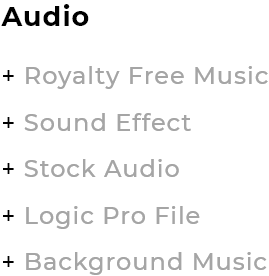 Audio
+ Royalty Free Music
+ Sound Effect
+ Stock Audio
+ Logic Pro File
+ Background Music